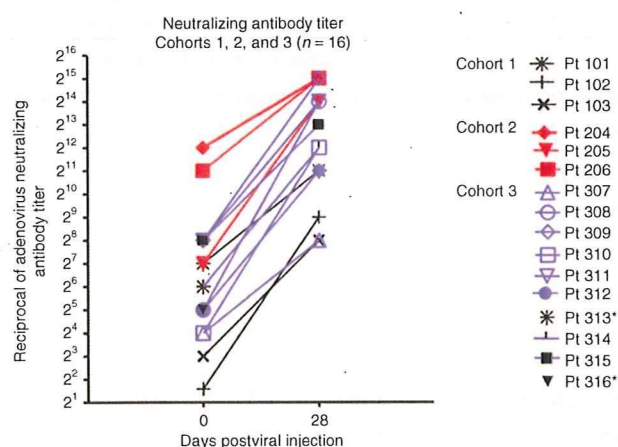 Neutralizing antibody titer
Cohorts 1, 2, and 3 (n = 16)
Reciprocal of adenovirus neutralizing
antibody titer
2^16
2^15
2^14
2^13
2^12
2^11
2^10
2^9
2^8
2^7
2^6
2^5
2^4
2^3
2^2
2^1
0
28
Days postviral injection
Cohort 1
Pt 101
Pt 102
Pt 103
Cohort 2
Pt 204
Pt 205
Pt 206
Cohort 3
Pt 307
Pt 308
Pt 309
Pt 310
Pt 311
Pt 312
Pt 313*
Pt 314
Pt 315
Pt 316*